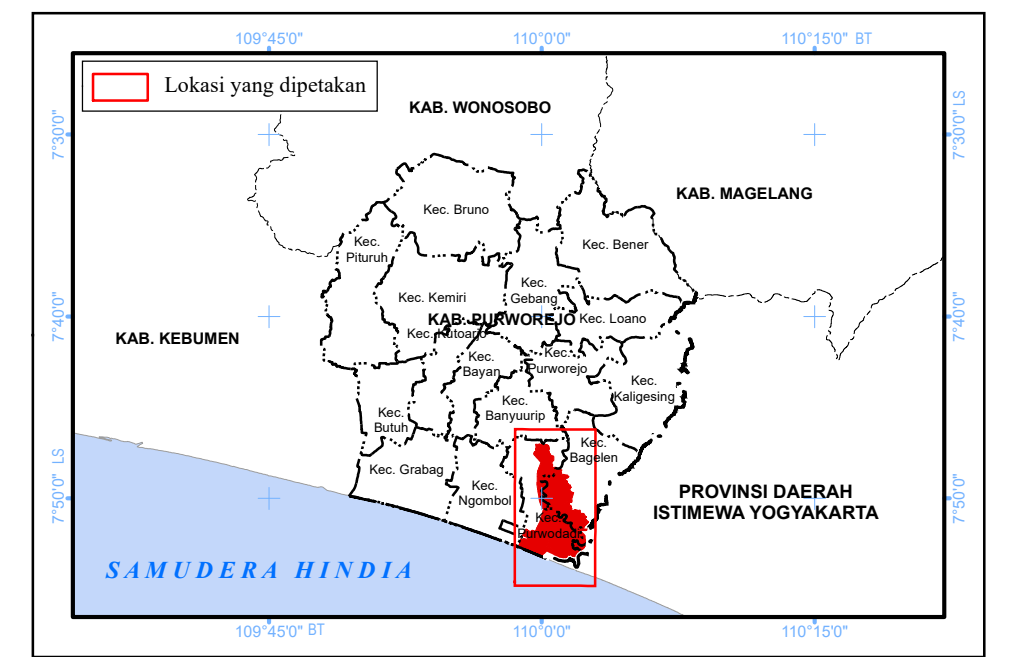 109°45'0"
110°0'0"
110°15'0" BT
Lokasi yang dipetakan
KAB. WONOSOBO
7°30'0"
7°30'0" LS
KAB. MAGELANG
Kec. Bruno
Kec.
Pituruh
Kec. Bener
Kec. Kemiri
Kec.
Gebang
KAB. PURWOREJO
Kec. Loano
7°40'0"
7°40'0"
KAB. KEBUMEN
Kec. Kutoarjo
Kec.
Bayan
Kec.
Purworejo
Kec.
Kaligesing
Kec.
Banyuurip
Kec.
Butuh
Kec.
Bagelen
Kec. Grabag
Kec.
Ngombol
7°50'0" LS
7°50'0"
PROVINSI DAERAH
ISTIMEWA YOGYAKARTA
Kec.
Purwodadi
SAMUDERA HINDIA
109°45'0" BT
110°0'0"
110°15'0"